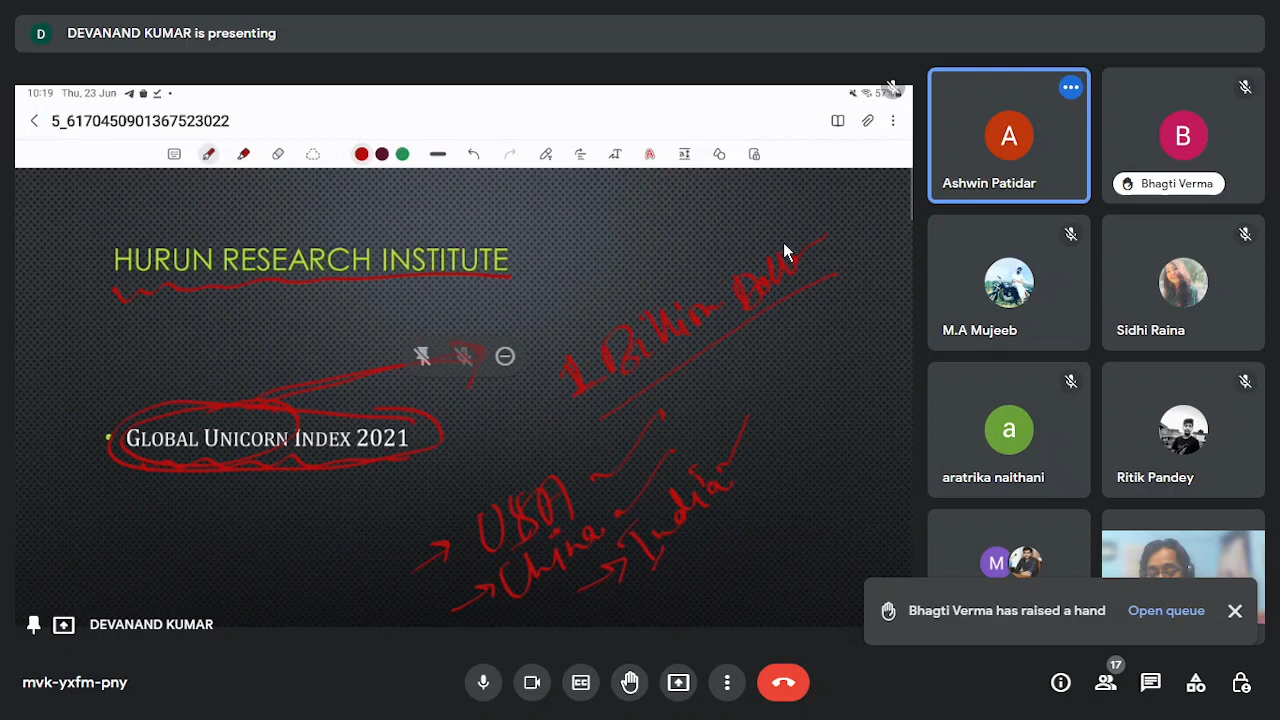 D DEVANAND KUMAR is presenting
10:19 Thu, 23 Jun 57%
5_6170450901367523022
HURUN RESEARCH INSTITUTE
1 Billion Doll
GLOBAL UNICORN INDEX 2021
USA
China
India
DEVANAND KUMAR
A
Ashwin Patidar
B
Bhagti Verma
M.A Mujeeb
Sidhi Raina
a
aratrika naithani
Ritik Pandey
M
Bhagti Verma has raised a hand Open queue
mvk-yxfm-pny
17